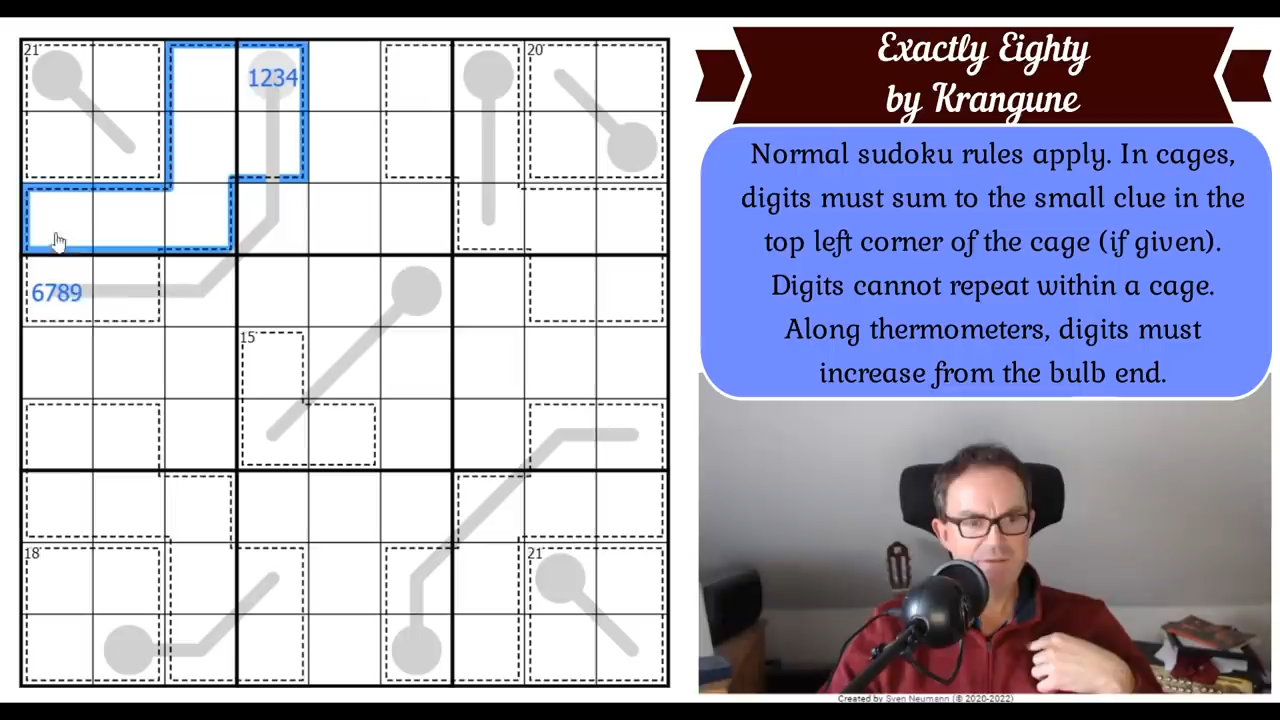 Exactly Eighty
by Krangune
Normal sudoku rules apply. In cages,
digits must sum to the small clue in the
top left corner of the cage (if given).
Digits cannot repeat within a cage.
Along thermometers, digits must
increase from the bulb end.
21
1234
20
6789
15
18
21
Created by Sven Neumann (© 2020-2022)